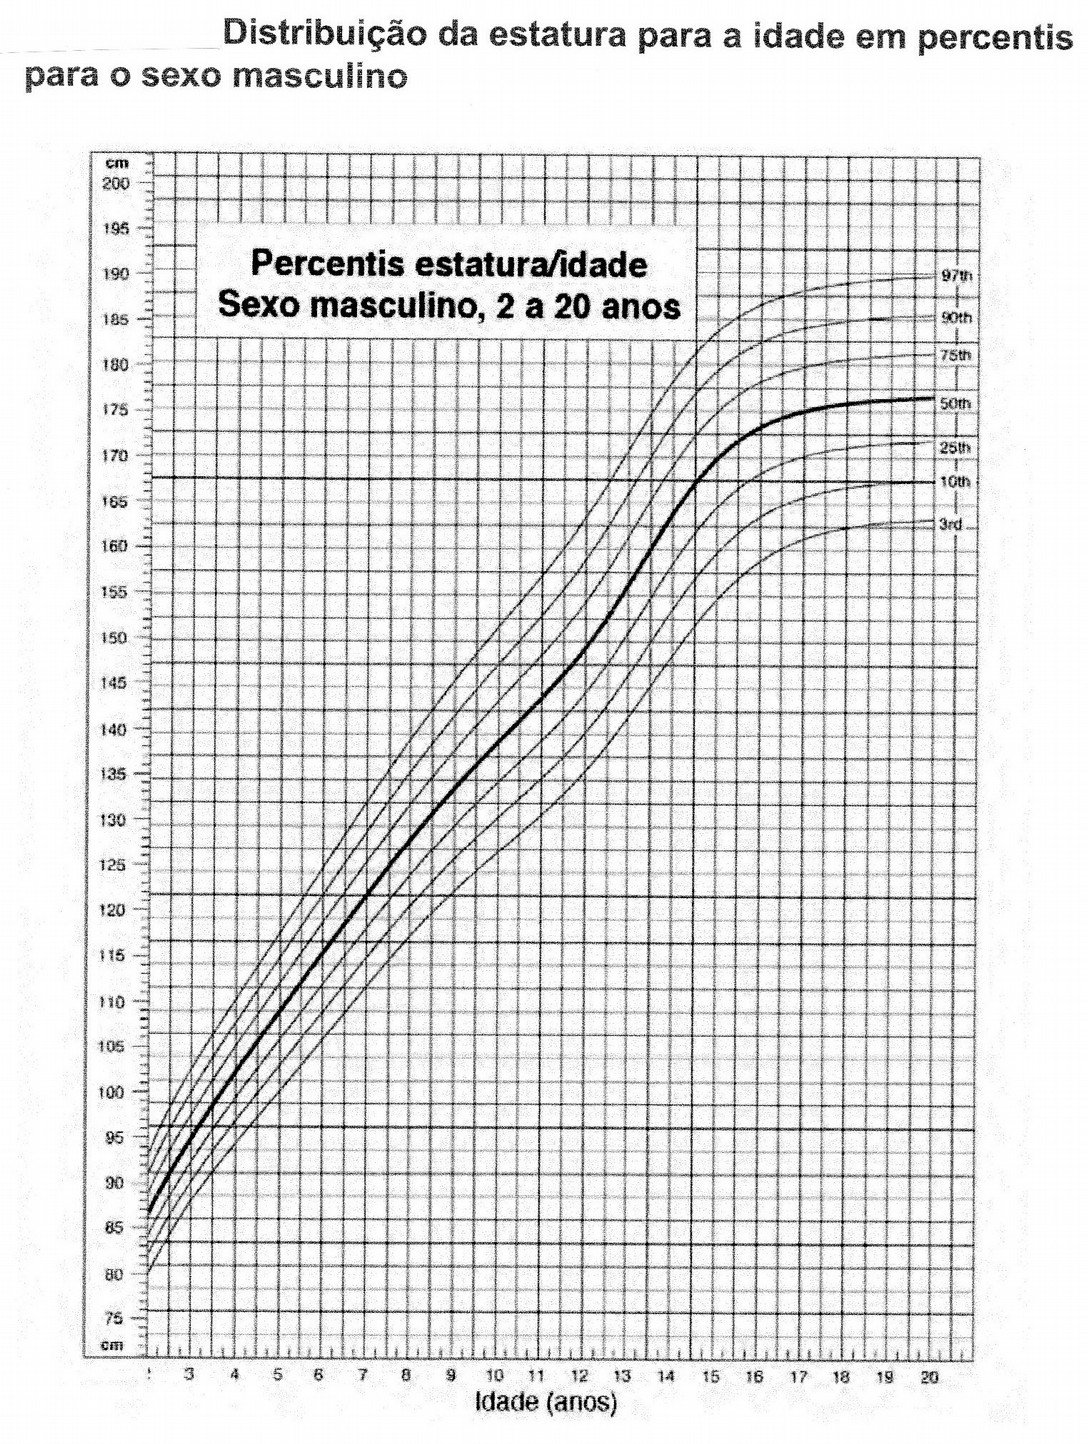 Distribuição da estatura para a idade em percentis
para o sexo masculino
cm
200
195
190
185
180
175
170
165
160
155
150
145
140
135
130
125
120
115
110
105
100
95
90
85
80
75
cm
Percentis estatura/idade
Sexo masculino, 2 a 20 anos
97th
90th
75th
50th
25th
10th
3rd
3 4 5 6 7 8 9 10 11 12 13 14 15 16 17 18 19 20
Idade (anos)